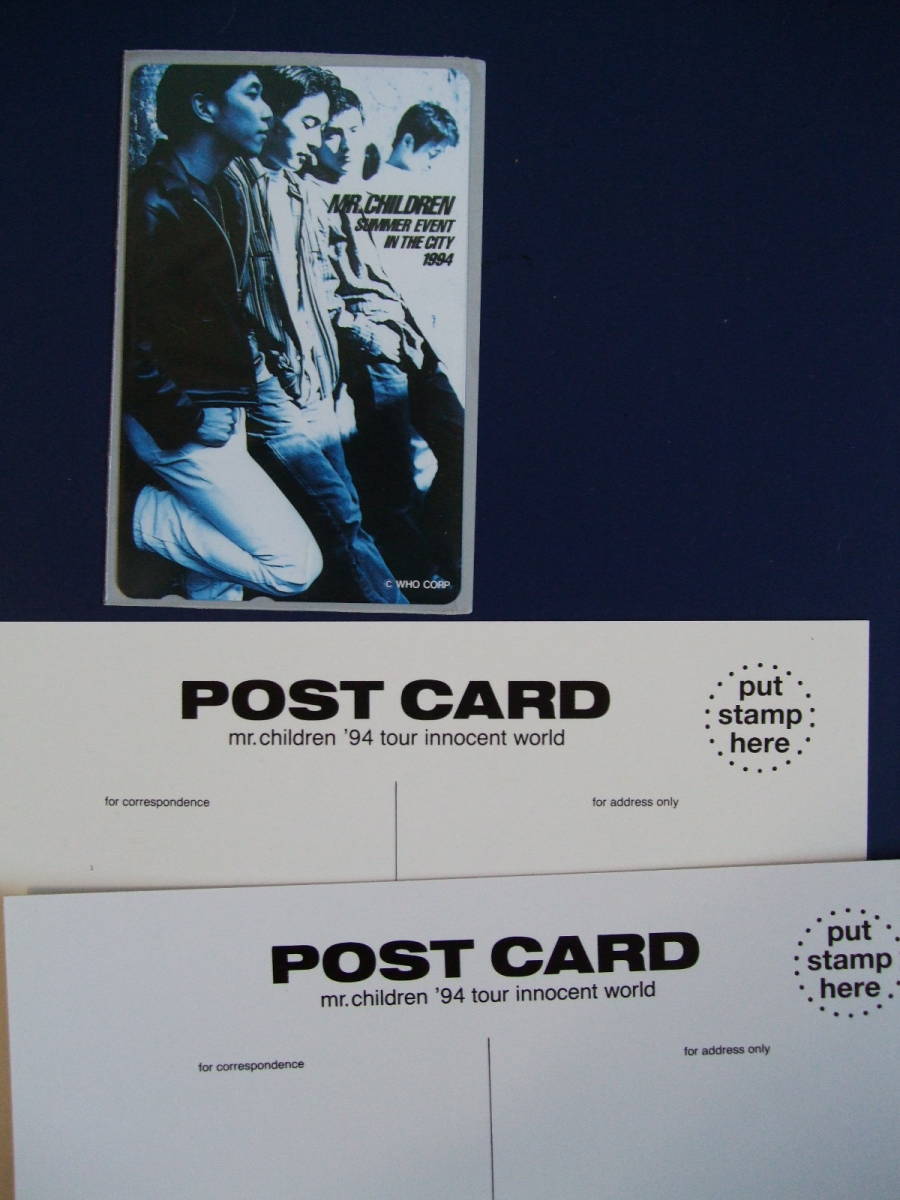 MR.CHILDREN
SUMMER EVENT
IN THE CITY
1994
© WHO CORP.
POST CARD
mr.children '94 tour innocent world
put
stamp
here
for correspondence
for address only
POST CARD
mr.children '94 tour innocent world
put
stamp
here
for correspondence
for address only